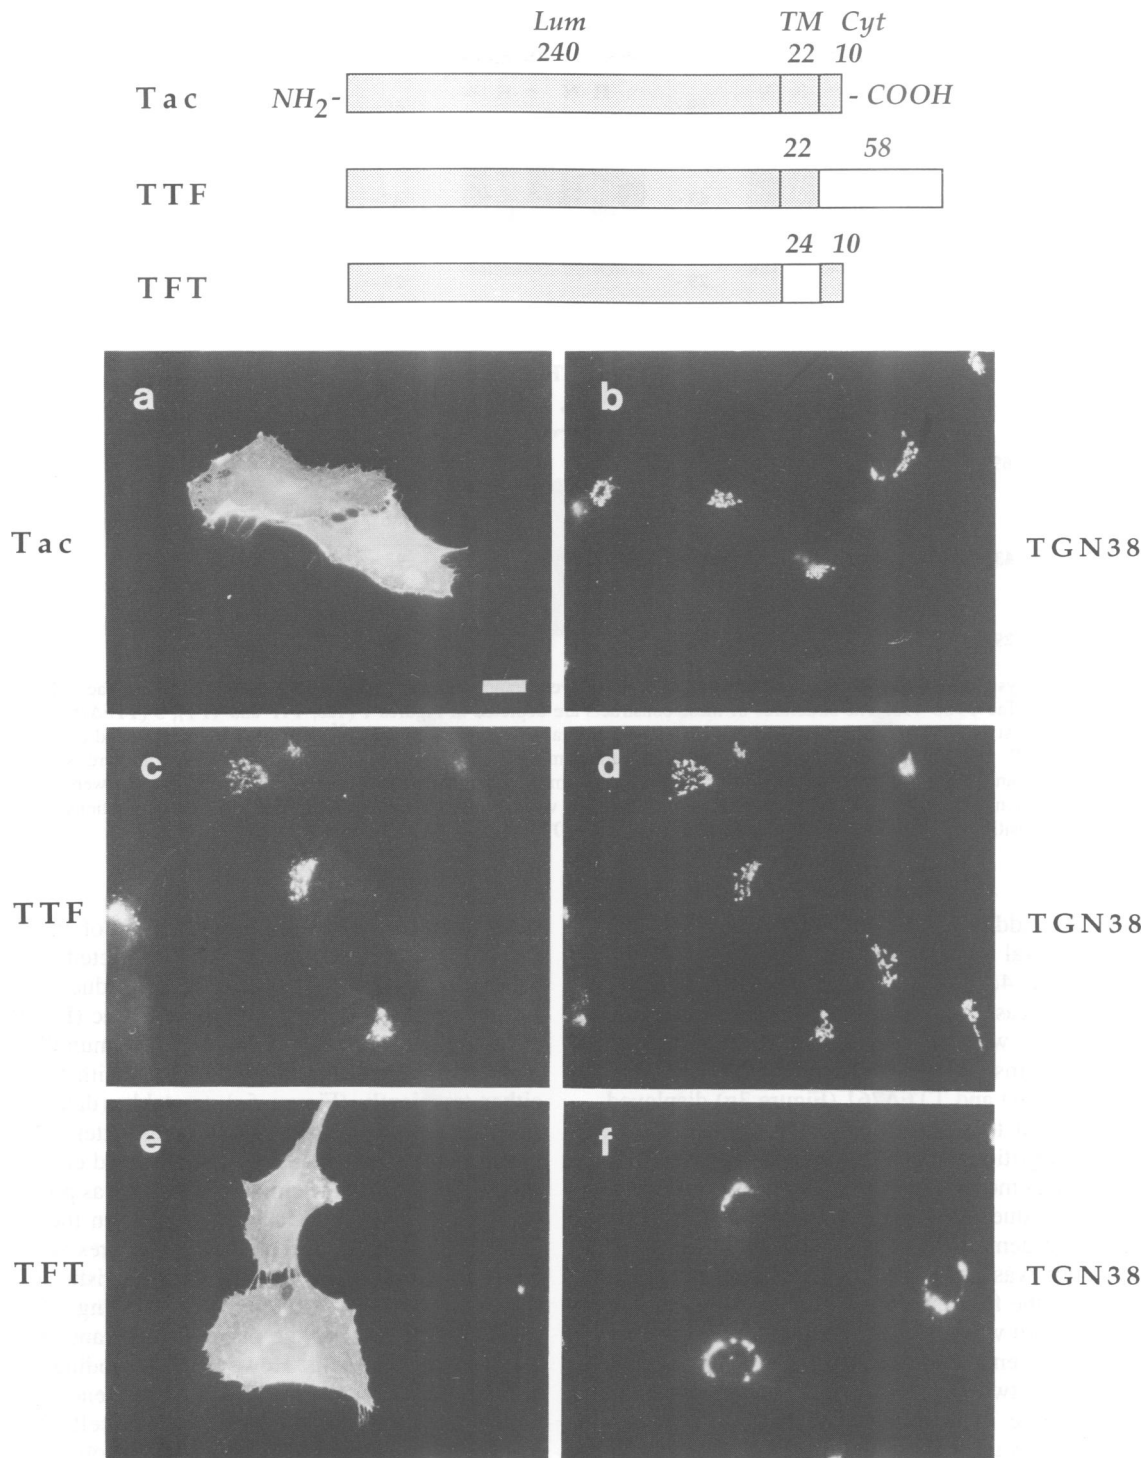 Lum TM Cyt
240 22 10
Tac NH2- - COOH
22 58
TTF
24 10
TFT
a b
Tac TGN38
c d
TTF TGN38
e f
TFT TGN38